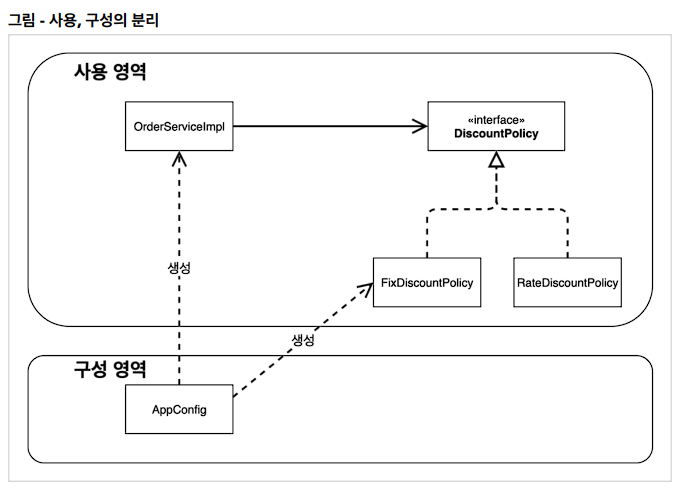 그림 - 사용, 구성의 분리
사용 영역
OrderServiceImpl
«interface»
DiscountPolicy
생성
FixDiscountPolicy
RateDiscountPolicy
생성
구성 영역
AppConfig